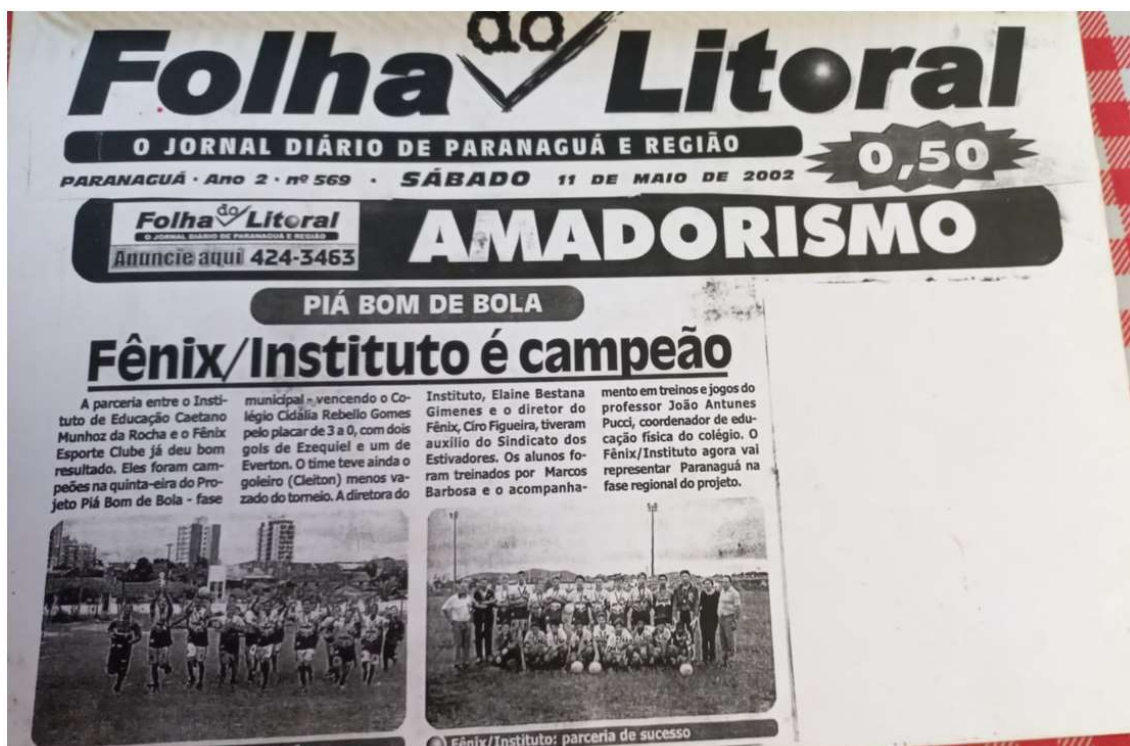 Folha do Litoral
O JORNAL DIÁRIO DE PARANAGUÁ E REGIÃO
0,50
PARANAGUÁ · Ano 2 · nº 569 · SÁBADO 11 DE MAIO DE 2002
Folha do Litoral
O JORNAL DIÁRIO DE PARANAGUÁ E REGIÃO
Anuncie aqui 424-3463
AMADORISMO
PIÁ BOM DE BOLA
Fênix/Instituto é campeão
A parceria entre o Insti-
tuto de Educação Caetano
Munhoz da Rocha e o Fênix
Esporte Clube já deu bom
resultado. Eles foram cam-
peões na quinta-eira do Pro-
jeto Piá Bom de Bola - fase
municipal - vencendo o Co-
légio Cidália Rebello Gomes
pelo placar de 3 a 0, com dois
gols de Ezequiel e um de
Everton. O time teve ainda o
goleiro (Cleiton) menos va-
zado do torneio. A diretora do
Instituto, Elaine Bestana
Gimenes e o diretor do
Fênix, Ciro Figueira, tiveram
auxílio do Sindicato dos
Estivadores. Os alunos fo-
ram treinados por Marcos
Barbosa e o acompanha-
mento em treinos e jogos do
professor João Antunes
Pucci, coordenador de edu-
cação física do colégio. O
Fênix/Instituto agora vai
representar Paranaguá na
fase regional do projeto.
Fênix/Instituto: parceria de sucesso